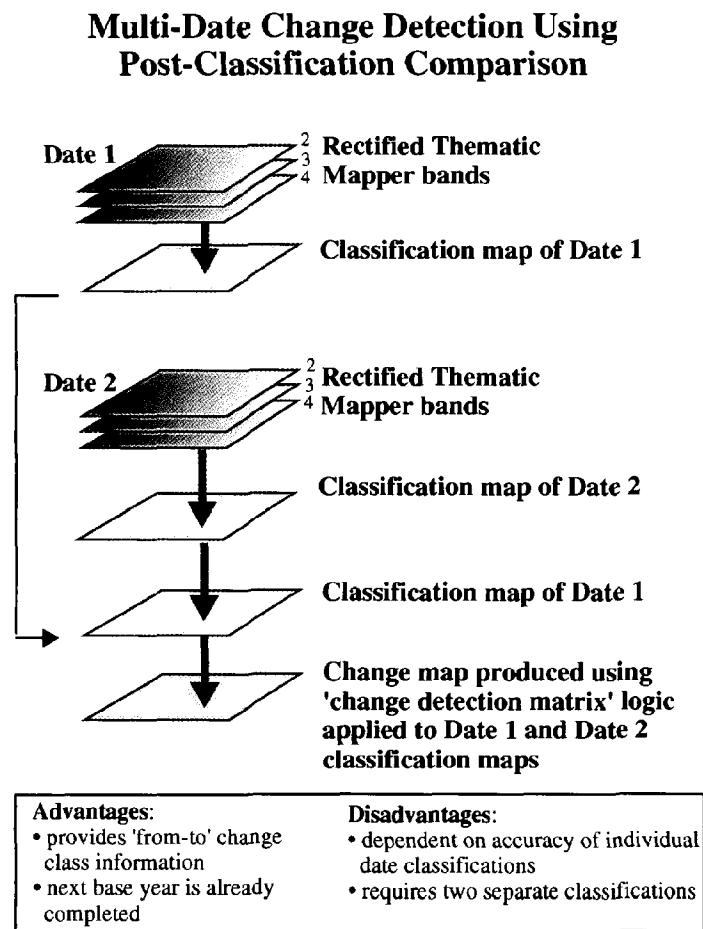 Multi-Date Change Detection Using
Post-Classification Comparison
Date 1
2
3
4
Rectified Thematic
Mapper bands
Classification map of Date 1
Date 2
2
3
4
Rectified Thematic
Mapper bands
Classification map of Date 2
Classification map of Date 1
Change map produced using
'change detection matrix' logic
applied to Date 1 and Date 2
classification maps
Advantages:
• provides 'from-to' change
class information
• next base year is already
completed
Disadvantages:
• dependent on accuracy of individual
date classifications
• requires two separate classifications